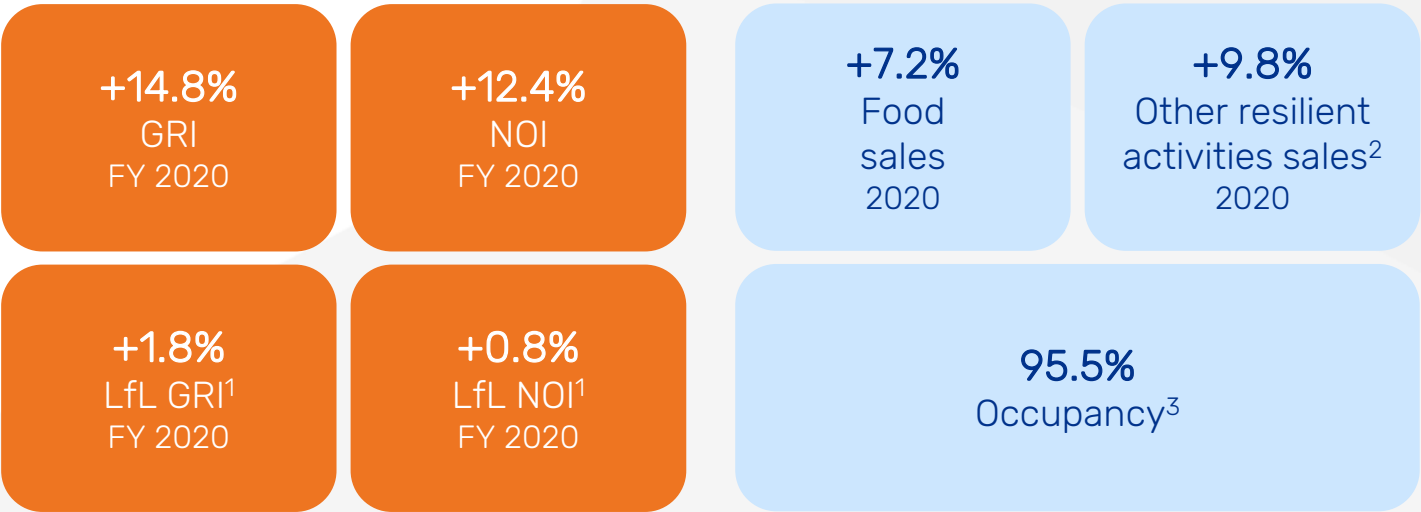 +14.8%
GRI
FY 2020
+12.4%
NOI
FY 2020
+7.2%
Food
sales
2020
+9.8%
Other resilient
activities sales²
2020
+1.8%
LfL GRI¹
FY 2020
+0.8%
LfL NOI¹
FY 2020
95.5%
Occupancy³